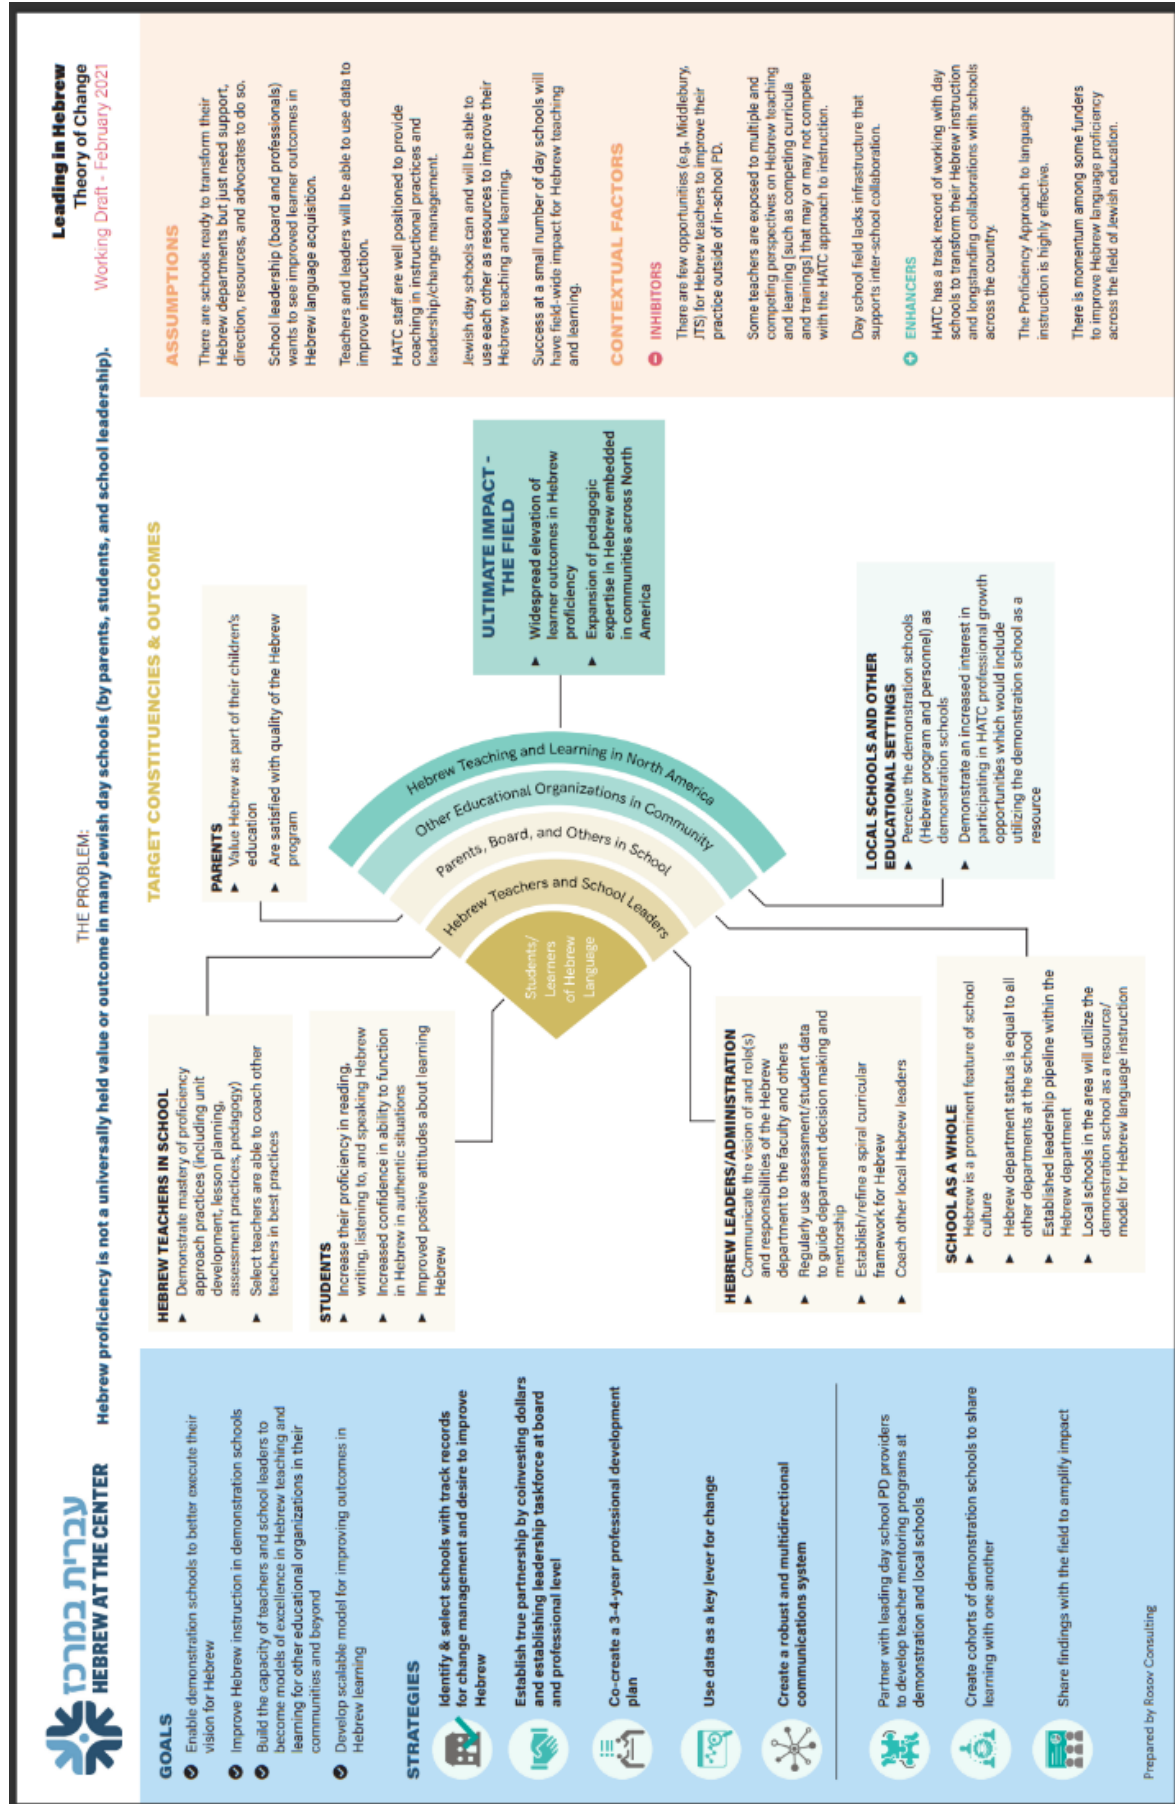 עברית במרכז
HEBREW AT THE CENTER
THE PROBLEM:
Hebrew proficiency is not a universally held value or outcome in many Jewish day schools (by parents, students, and school leadership).
Leading in Hebrew
Theory of Change
Working Draft - February 2021
GOALS
Enable demonstration schools to better execute their
vision for Hebrew
Improve Hebrew instruction in demonstration schools
Build the capacity of teachers and school leaders to
become models of excellence in Hebrew teaching and
learning for other educational organizations in their
communities and beyond
Develop scalable model for improving outcomes in
Hebrew learning
STRATEGIES
Identify & select schools with track records
for change management and desire to improve
Hebrew
Establish true partnership by coinvesting dollars
and establishing leadership taskforce at board
and professional level
Co-create a 3-4-year professional development
plan
Use data as a key lever for change
Create a robust and multidirectional
communications system
Partner with leading day school PD providers
to develop teacher mentoring programs at
demonstration and local schools
Create cohorts of demonstration schools to share
learning with one another
Share findings with the field to amplify impact
Prepared by Rosov Consulting
TARGET CONSTITUENCIES & OUTCOMES
HEBREW TEACHERS IN SCHOOL
Demonstrate mastery of proficiency
approach practices (including unit
development, lesson planning,
assessment practices, pedagogy)
Select teachers are able to coach other
teachers in best practices
STUDENTS
Increase their proficiency in reading,
writing, listening to, and speaking Hebrew
Increased confidence in ability to function
in Hebrew in authentic situations
Improved positive attitudes about learning
Hebrew
HEBREW LEADERS/ADMINISTRATION
Communicate the vision of and role(s)
and responsibilities of the Hebrew
department to the faculty and others
Regularly use assessment/student data
to guide department decision making and
mentorship
Establish/refine a spiral curricular
framework for Hebrew
Coach other local Hebrew leaders
SCHOOL AS A WHOLE
Hebrew is a prominent feature of school
culture
Hebrew department status is equal to all
other departments at the school
Established leadership pipeline within the
Hebrew department
Local schools in the area will utilize the
demonstration school as a resource/
model for Hebrew language instruction
PARENTS
Value Hebrew as part of their children's
education
Are satisfied with quality of the Hebrew
program
Students/
Learners
of Hebrew
Language
Hebrew Teachers and School Leaders
Parents, Board, and Others in School
Other Educational Organizations in Community
Hebrew Teaching and Learning in North America
LOCAL SCHOOLS AND OTHER
EDUCATIONAL SETTINGS
Perceive the demonstration schools
(Hebrew program and personnel) as
demonstration schools
Demonstrate an increased interest in
participating in HATC professional growth
opportunities which would include
utilizing the demonstration school as a
resource
ULTIMATE IMPACT -
THE FIELD
Widespread elevation of
learner outcomes in Hebrew
proficiency
Expansion of pedagogic
expertise in Hebrew embedded
in communities across North
America
ASSUMPTIONS
There are schools ready to transform their
Hebrew departments but just need support,
direction, resources, and advocates to do so.
School leadership (board and professionals)
wants to see improved learner outcomes in
Hebrew language acquisition.
Teachers and leaders will be able to use data to
improve instruction.
HATC staff are well positioned to provide
coaching in instructional practices and
leadership/change management.
Jewish day schools can and will be able to
use each other as resources to improve their
Hebrew teaching and learning.
Success at a small number of day schools will
have field-wide impact for Hebrew teaching
and learning.
CONTEXTUAL FACTORS
INHIBITORS
There are few opportunities (e.g. Middlebury,
JTS) for Hebrew teachers to improve their
practice outside of in-school PD.
Some teachers are exposed to multiple and
competing perspectives on Hebrew teaching
and learning [such as competing curricula
and trainings] that may or may not compete
with the HATC approach to instruction.
Day school field lacks infrastructure that
supports inter-school collaboration.
ENHANCERS
HATC has a track record of working with day
schools to transform their Hebrew instruction
and longstanding collaborations with schools
across the country.
The Proficiency Approach to language
instruction is highly effective.
There is momentum among some funders
to improve Hebrew language proficiency
across the field of Jewish education.